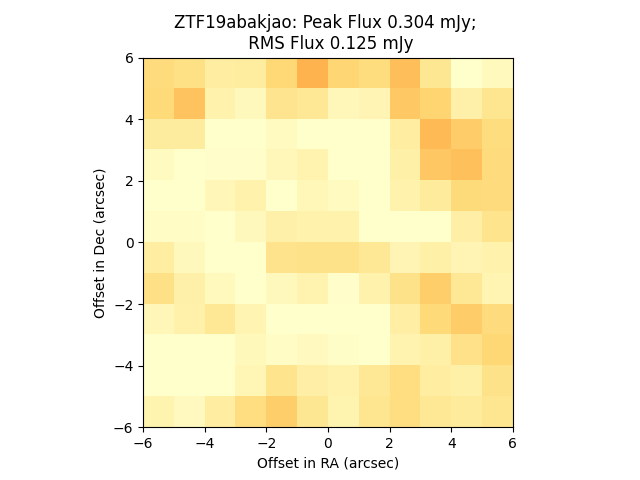 ZTF19abakjao: Peak Flux 0.304 mJy;
RMS Flux 0.125 mJy
6
4
2
0
−2
−4
−6
Offset in Dec (arcsec)
−6 −4 −2 0 2 4 6
Offset in RA (arcsec)